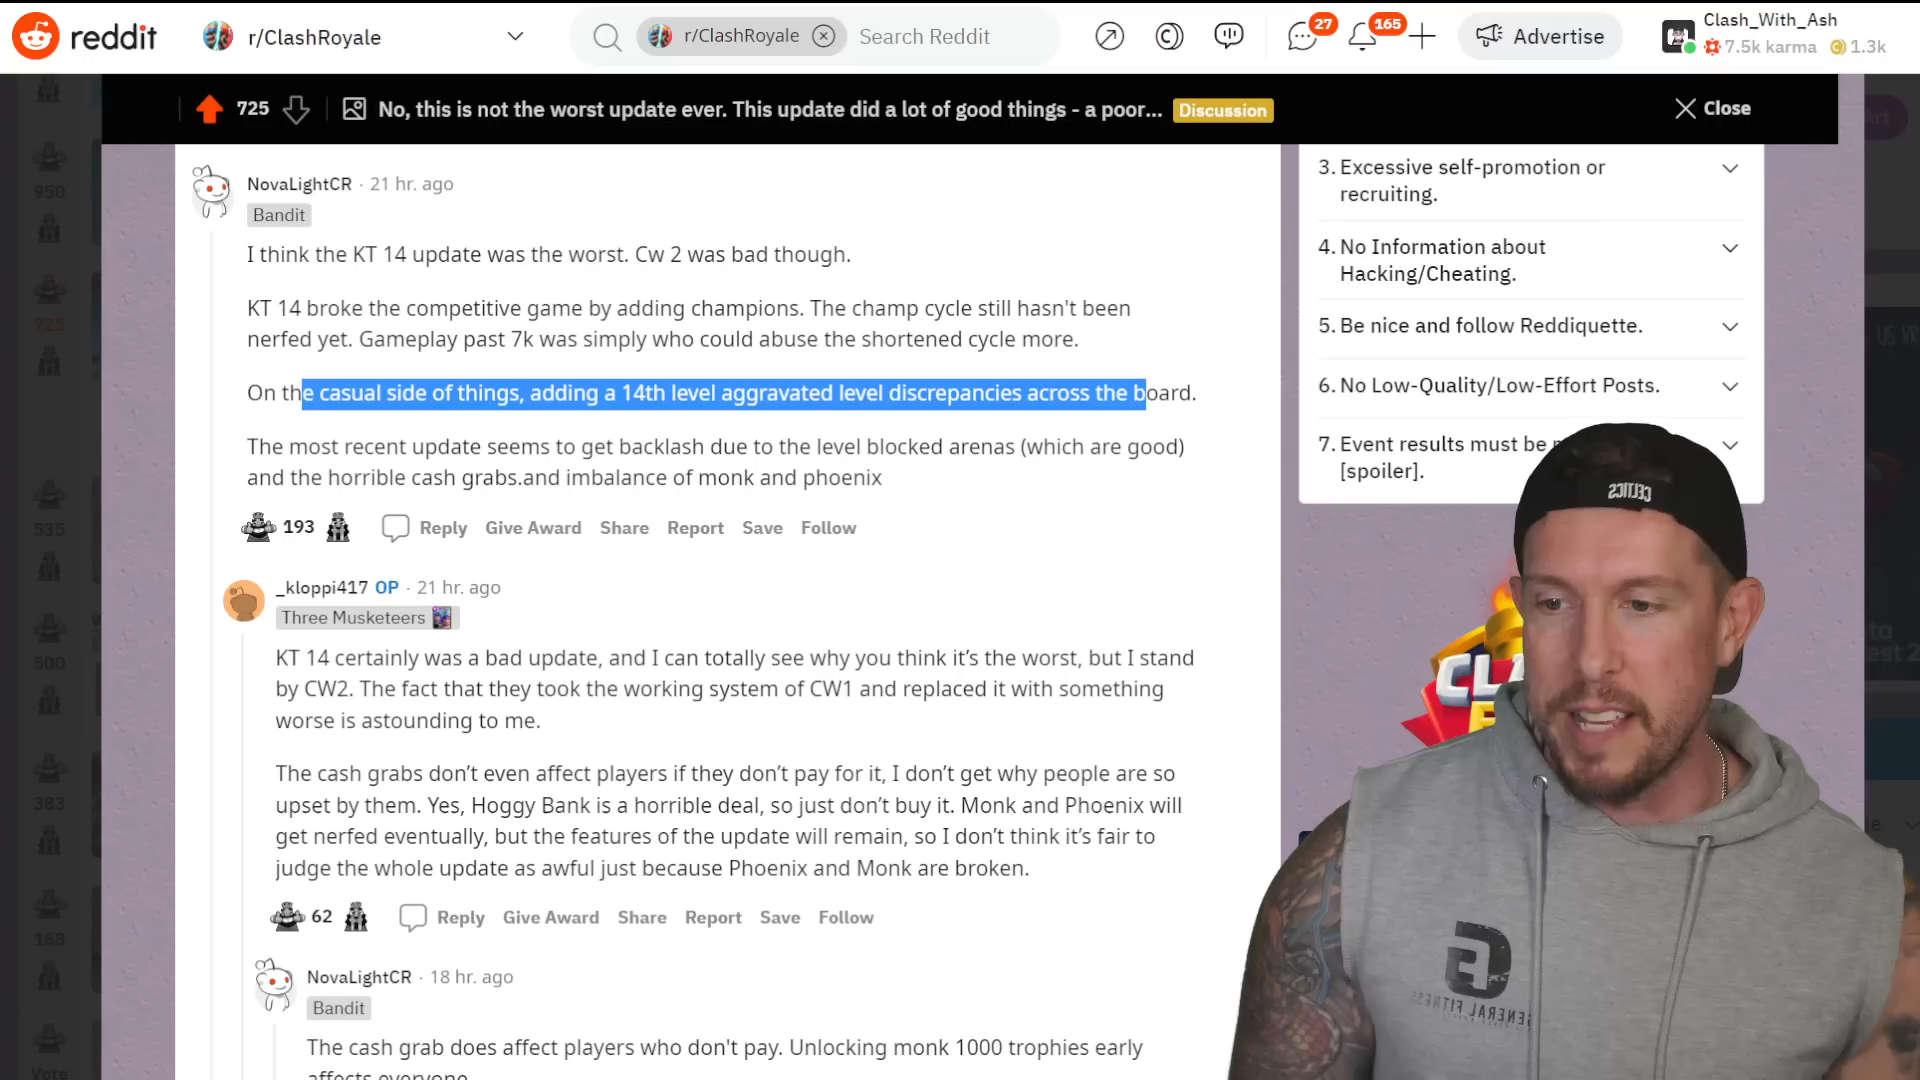 reddit
r/ClashRoyale
r/ClashRoyale
Search Reddit
27
165
Advertise
Clash_With_Ash
7.5k karma
1.3k
725
No, this is not the worst update ever. This update did a lot of good things - a poor...
Discussion
Close
950
725
535
500
383
168
Vote
NovaLightCR · 21 hr. ago
Bandit
I think the KT 14 update was the worst. Cw 2 was bad though.
KT 14 broke the competitive game by adding champions. The champ cycle still hasn't been
nerfed yet. Gameplay past 7k was simply who could abuse the shortened cycle more.
On the casual side of things, adding a 14th level aggravated level discrepancies across the board.
The most recent update seems to get backlash due to the level blocked arenas (which are good)
and the horrible cash grabs.and imbalance of monk and phoenix
193
Reply
Give Award
Share
Report
Save
Follow
_kloppi417 OP · 21 hr. ago
Three Musketeers
KT 14 certainly was a bad update, and I can totally see why you think it's the worst, but I stand
by CW2. The fact that they took the working system of CW1 and replaced it with something
worse is astounding to me.
The cash grabs don't even affect players if they don't pay for it, I don't get why people are so
upset by them. Yes, Hoggy Bank is a horrible deal, so just don't buy it. Monk and Phoenix will
get nerfed eventually, but the features of the update will remain, so I don't think it's fair to
judge the whole update as awful just because Phoenix and Monk are broken.
62
Reply
Give Award
Share
Report
Save
Follow
NovaLightCR · 18 hr. ago
Bandit
The cash grab does affect players who don't pay. Unlocking monk 1000 trophies early
affects everyone
3. Excessive self-promotion or
recruiting.
4. No Information about
Hacking/Cheating.
5. Be nice and follow Reddiquette.
6. No Low-Quality/Low-Effort Posts.
7. Event results must be
[spoiler].
CELTICS
CLA
G
GENERAL FITNESS